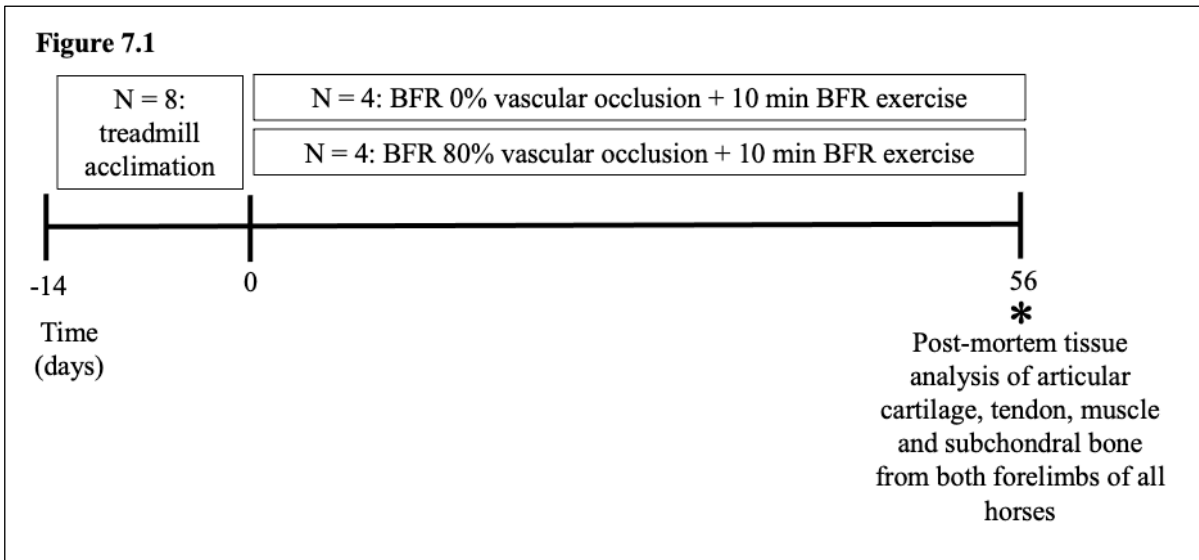 Figure 7.1
N = 8:
treadmill
acclimation
N = 4: BFR 0% vascular occlusion + 10 min BFR exercise
N = 4: BFR 80% vascular occlusion + 10 min BFR exercise
-14
0
56
Time
(days)
*
Post-mortem tissue
analysis of articular
cartilage, tendon, muscle
and subchondral bone
from both forelimbs of all
horses